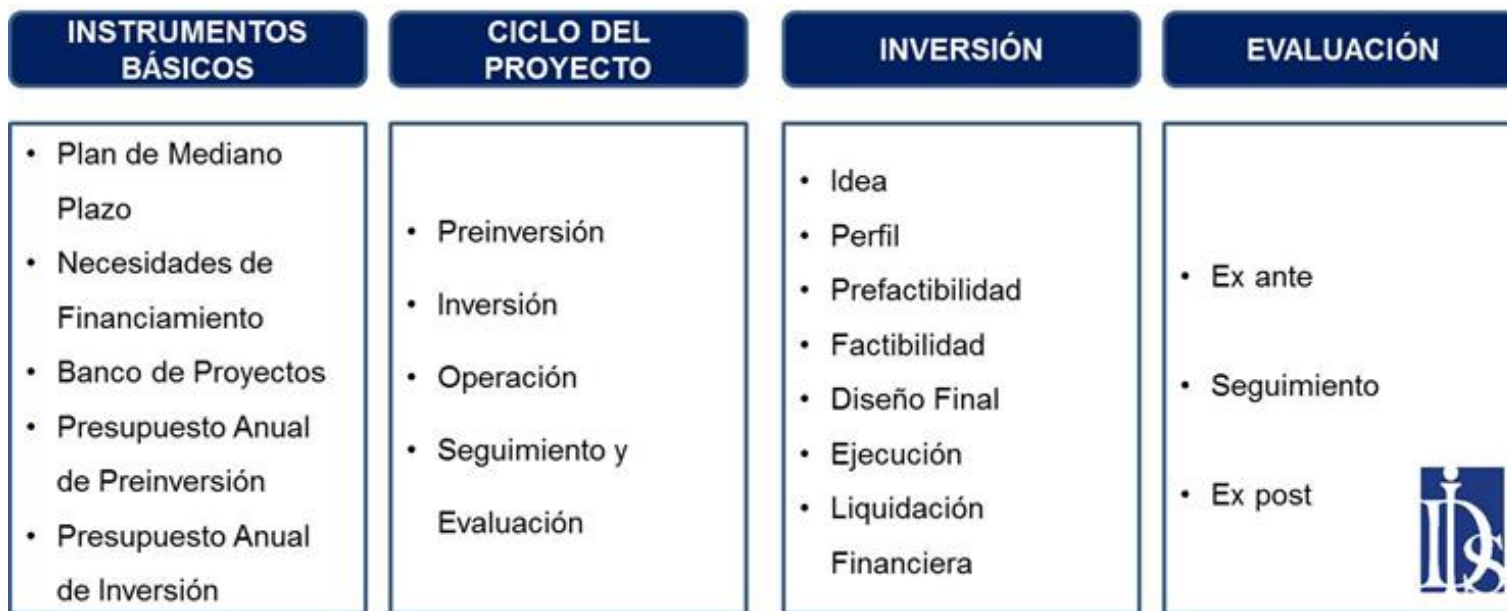 INSTRUMENTOS
BÁSICOS
• Plan de Mediano
Plazo
• Necesidades de
Financiamiento
• Banco de Proyectos
• Presupuesto Anual
de Preinversión
• Presupuesto Anual
de Inversión
CICLO DEL
PROYECTO
• Preinversión
• Inversión
• Operación
• Seguimiento y
Evaluación
INVERSIÓN
• Idea
• Perfil
• Prefactibilidad
• Factibilidad
• Diseño Final
• Ejecución
• Liquidación
Financiera
EVALUACIÓN
• Ex ante
• Seguimiento
• Ex post
IDS